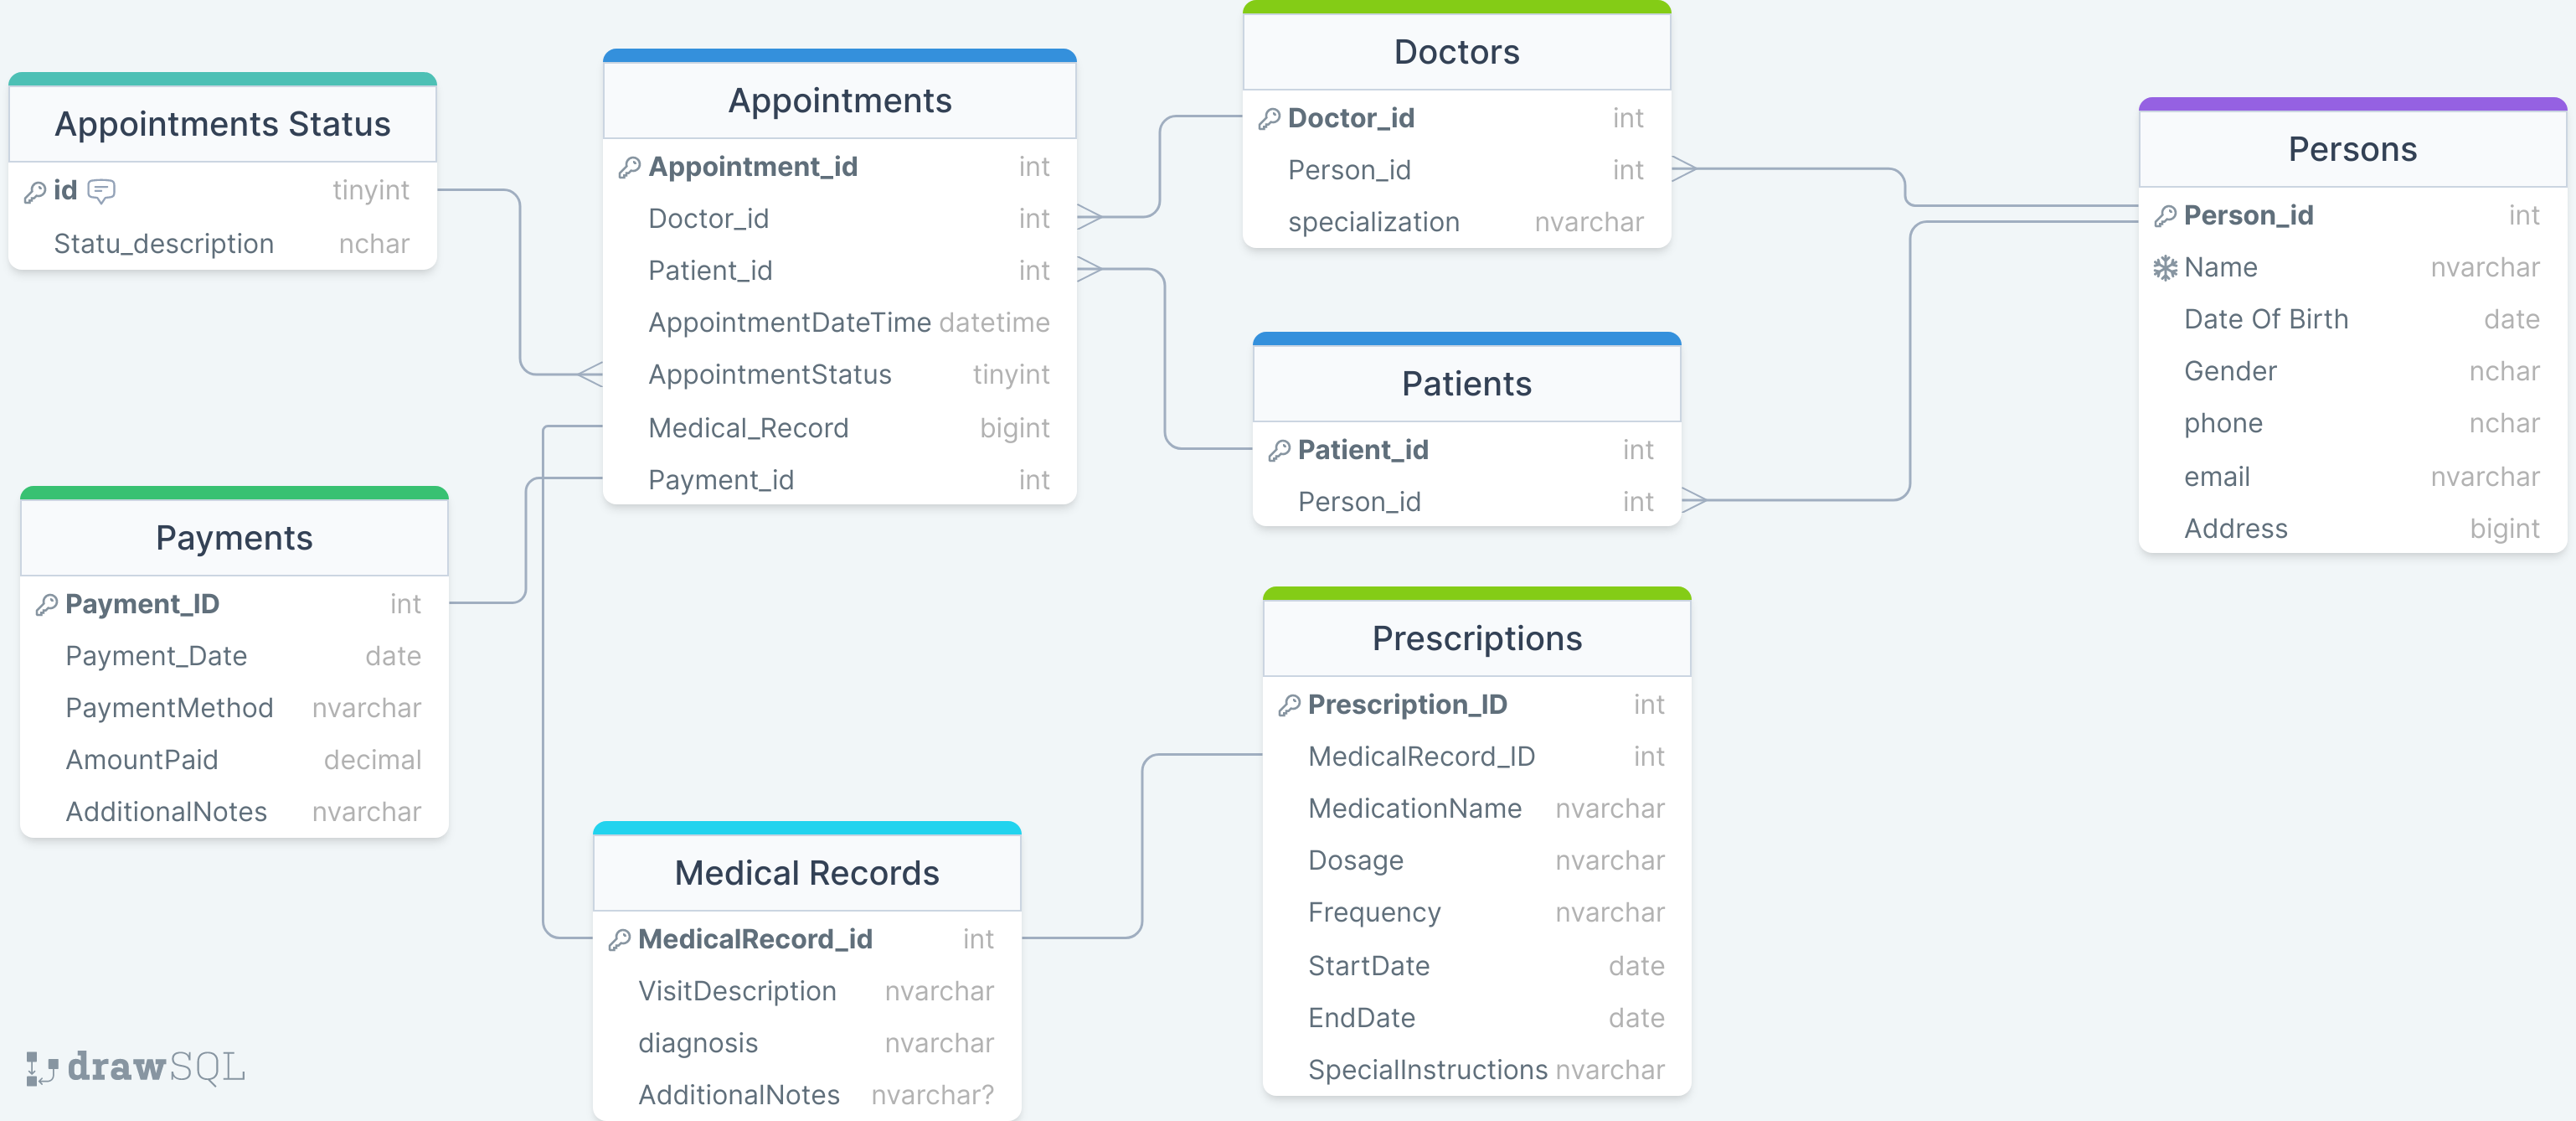 Appointments Status
id tinyint
Statu_description nchar
Appointments
Appointment_id int
Doctor_id int
Patient_id int
AppointmentDateTime datetime
AppointmentStatus tinyint
Medical_Record bigint
Payment_id int
Doctors
Doctor_id int
Person_id int
specialization nvarchar
Persons
Person_id int
Name nvarchar
Date Of Birth date
Gender nchar
phone nchar
email nvarchar
Address bigint
Patients
Patient_id int
Person_id int
Payments
Payment_ID int
Payment_Date date
PaymentMethod nvarchar
AmountPaid decimal
AdditionalNotes nvarchar
Prescriptions
Prescription_ID int
MedicalRecord_ID int
MedicationName nvarchar
Dosage nvarchar
Frequency nvarchar
StartDate date
EndDate date
SpecialInstructions nvarchar
Medical Records
MedicalRecord_id int
VisitDescription nvarchar
diagnosis nvarchar
AdditionalNotes nvarchar?
drawSQL